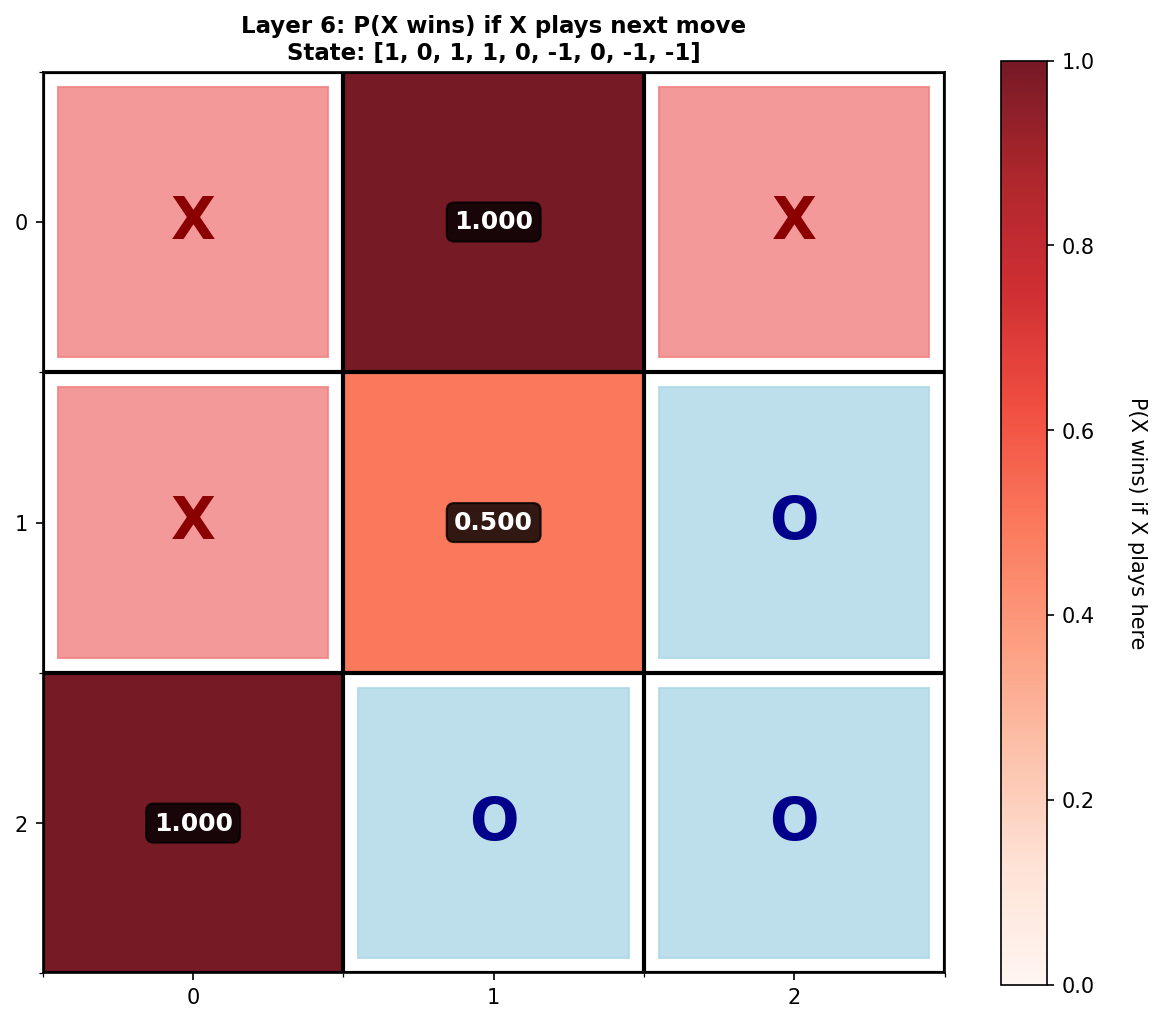 Layer 6: P(X wins) if X plays next move
State: [1, 0, 1, 1, 0, -1, 0, -1, -1]
0
X
1.000
X
1
X
0.500
O
2
1.000
O
O
0
1
2
1.0
0.8
0.6
0.4
0.2
0.0
P(X wins) if X plays here